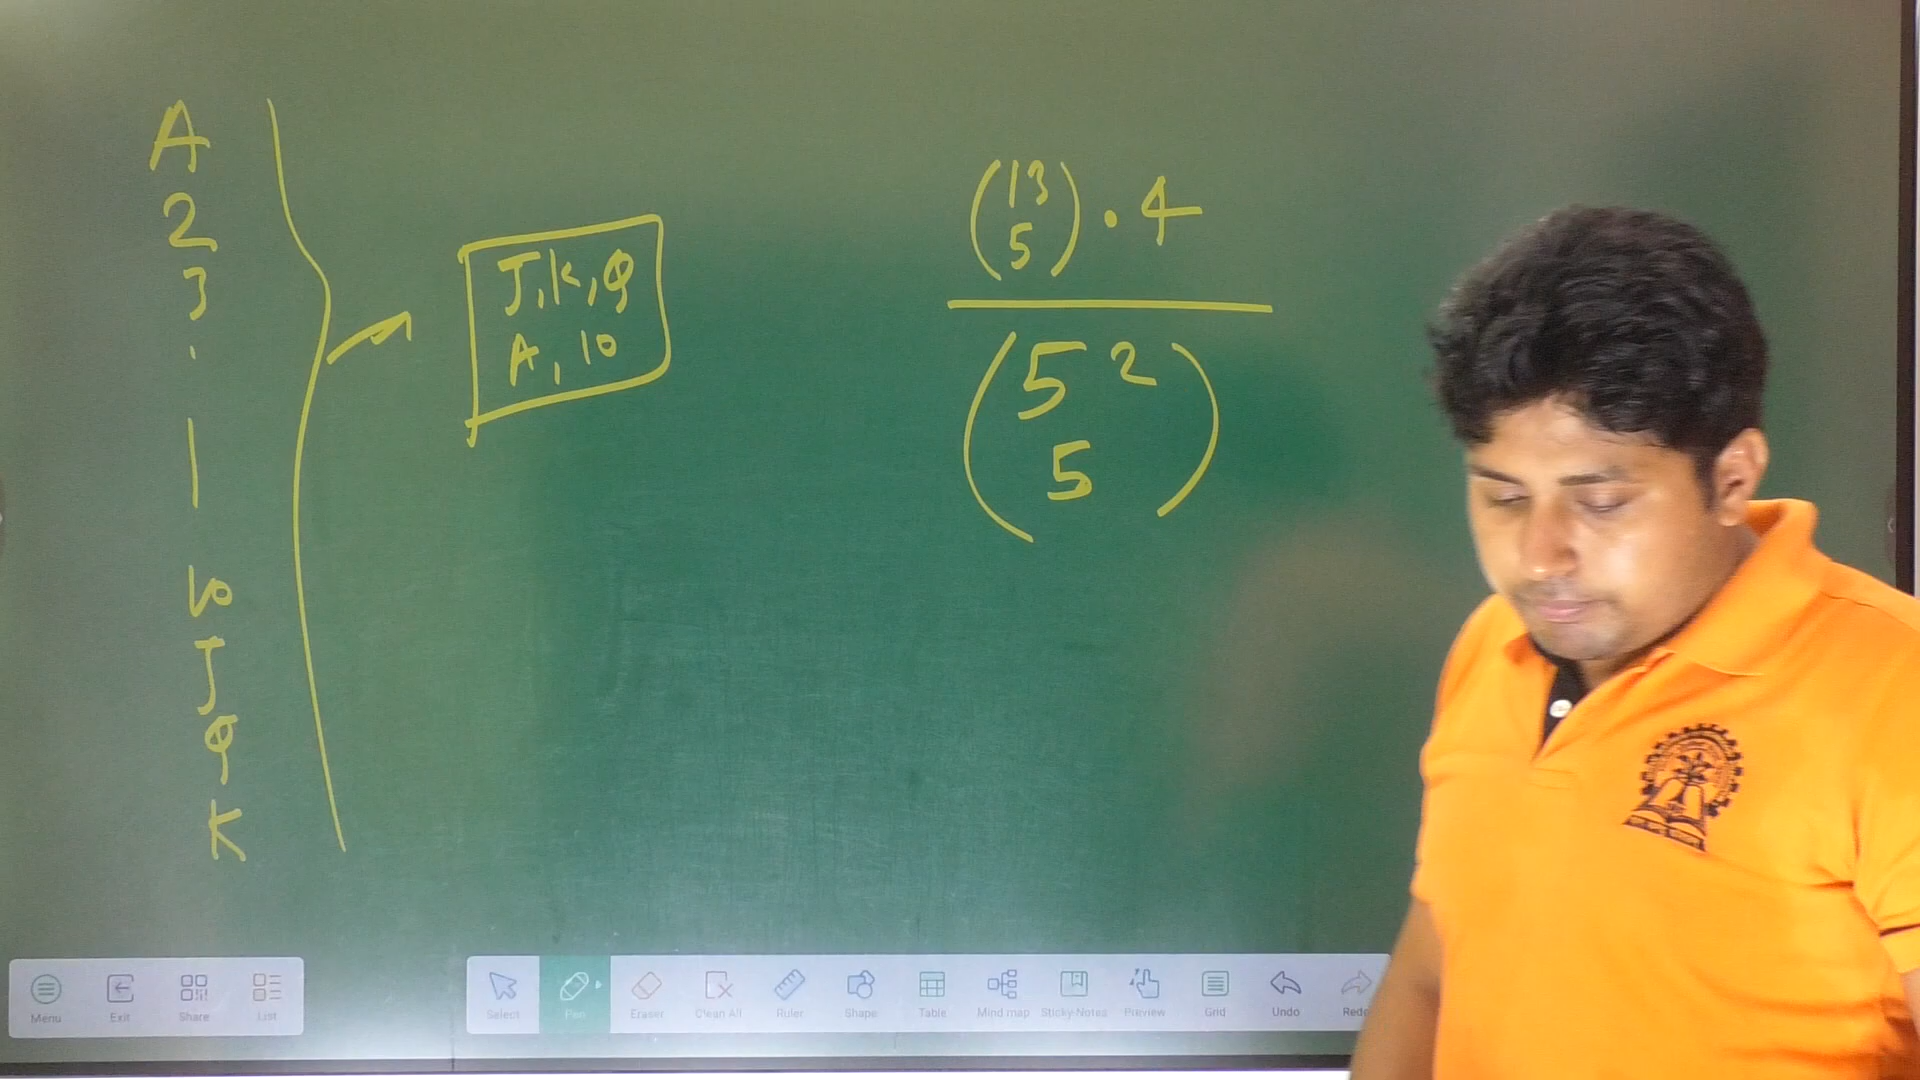 A
2
3
.
|
10
J
Q
K
J, K, Q
A, 10
(13 5) . 4
(52 5)
Menu
Exit
Share
List
Select
Pen
Eraser
Clean All
Ruler
Shape
Table
Mind map
Sticky-Notes
Preview
Grid
Undo
Redo